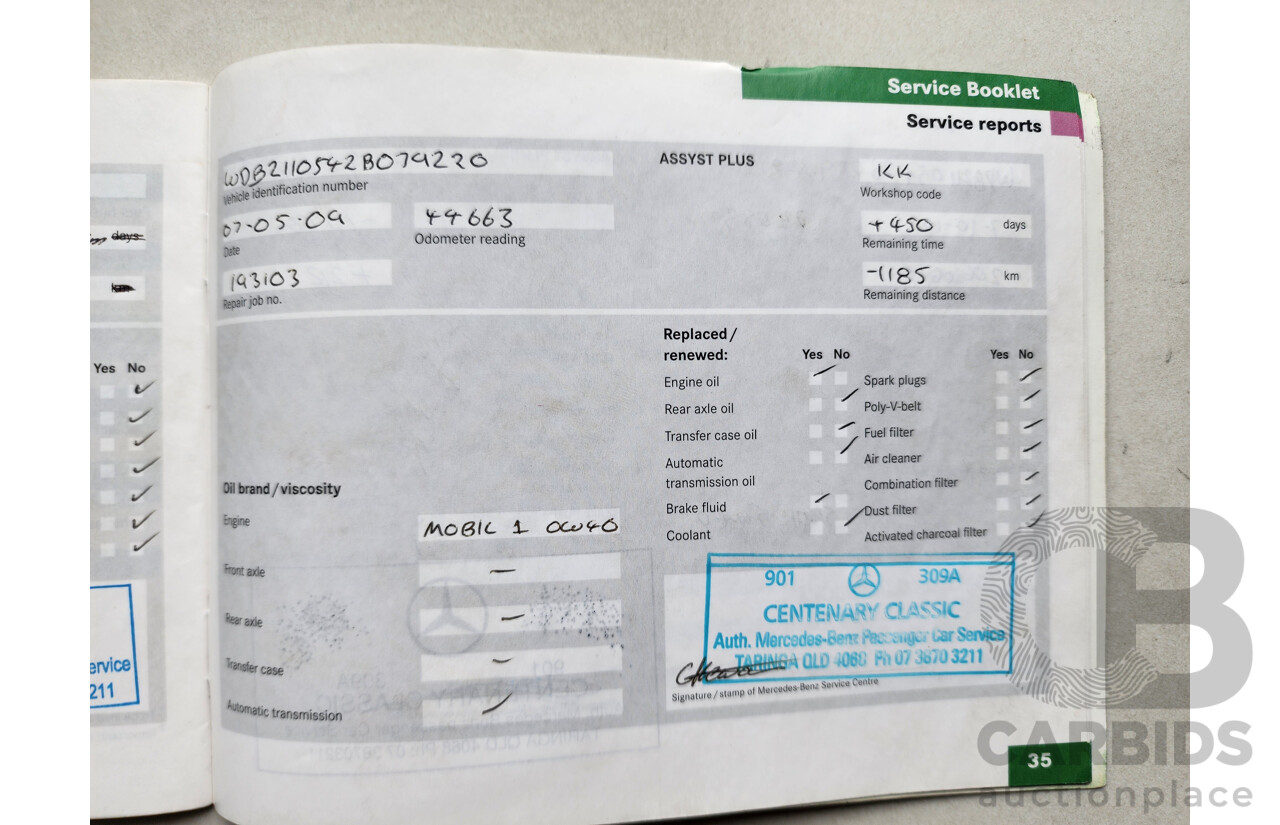 Service Booklet
Service reports
WDB2110542B079220
Vehicle identification number
07-05-09
Date
44663
Odometer reading
193103
Repair job no.
ASSYST PLUS
KK
Workshop code
+450 days
Remaining time
-1185 km
Remaining distance
days
Yes No
Replaced /
renewed:
Yes No
Engine oil
Rear axle oil
Transfer case oil
Automatic
transmission oil
Brake fluid
Coolant
Yes No
Spark plugs
Poly-V-belt
Fuel filter
Air cleaner
Combination filter
Dust filter
Activated charcoal filter
Oil brand / viscosity
Engine
MOBIL 1 0W40
Front axle –
Rear axle –
Transfer case –
Automatic transmission
901 309A
CENTENARY CLASSIC
Auth. Mercedes-Benz Passenger Car Service
TARINGA QLD 4068 Ph 07 3870 3211
Signature / stamp of Mercedes-Benz Service Centre
ervice
211
35
CB
CARBIDS
auctionplace